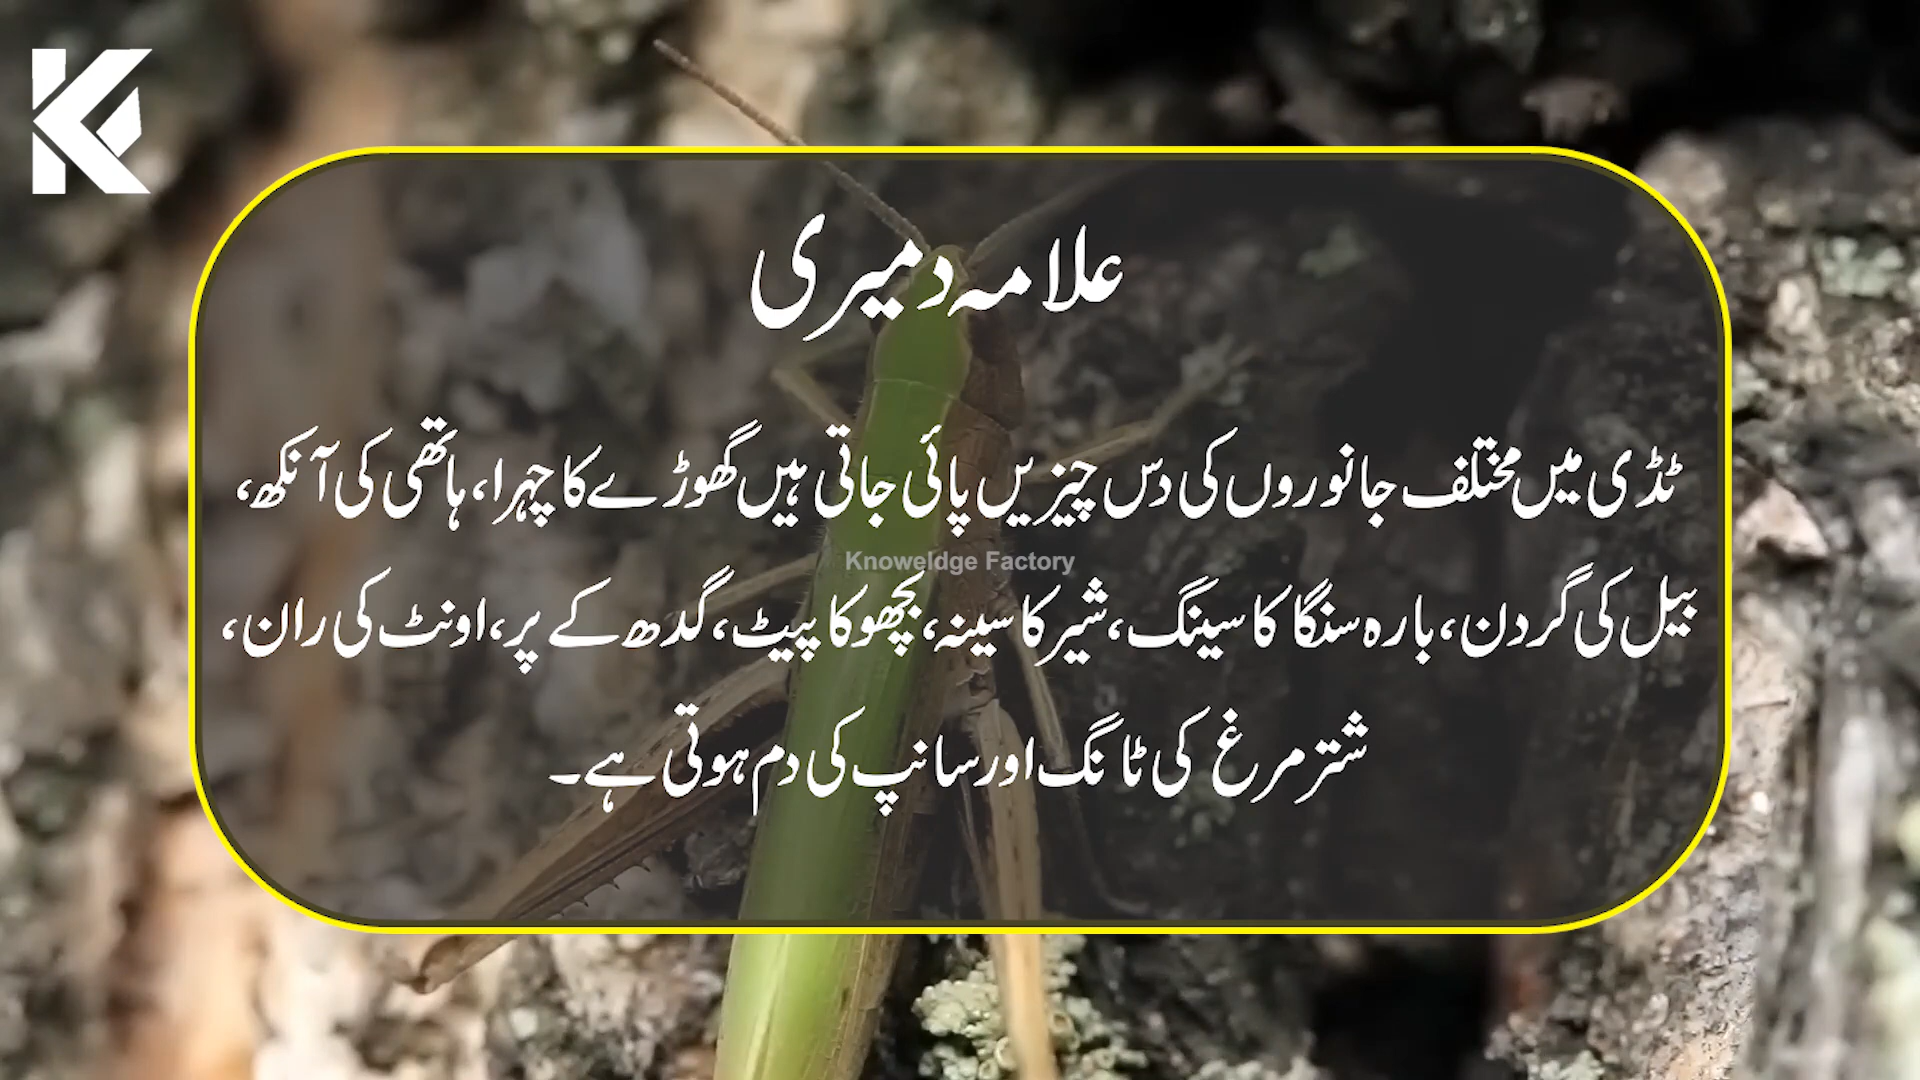 علامہ دمیری
ٹڈی میں مختلف جانوروں کی دس چیزیں پائی جاتی ہیں گھوڑے کا چہرا، ہاتھی کی آنکھ،
Knoweldge Factory
بیل کی گردن، بارہ سنگا کا سینگ، شیر کا سینہ، بچھو کا پیٹ، گدھ کے پر، اونٹ کی ران،
شتر مرغ کی ٹانگ اور سانپ کی دم ہوتی ہے۔